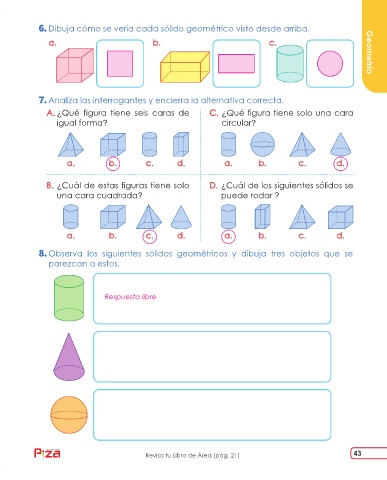 6. Dibuja cómo se vería cada sólido geométrico visto desde arriba.
a. b. c.
Geometría
7. Analiza las interrogantes y encierra la alternativa correcta.
A. ¿Qué figura tiene seis caras de
igual forma?
a. b. c. d.
C. ¿Qué figura tiene solo una cara
circular?
a. b. c. d.
B. ¿Cuál de estas figuras tiene solo
una cara cuadrada?
a. b. c. d.
D. ¿Cuál de los siguientes sólidos se
puede rodar ?
a. b. c. d.
8. Observa los siguientes sólidos geométricos y dibuja tres objetos que se
parezcan a estos.
Respuesta libre
Revisa tu Libro de Área (pág. 21)
43